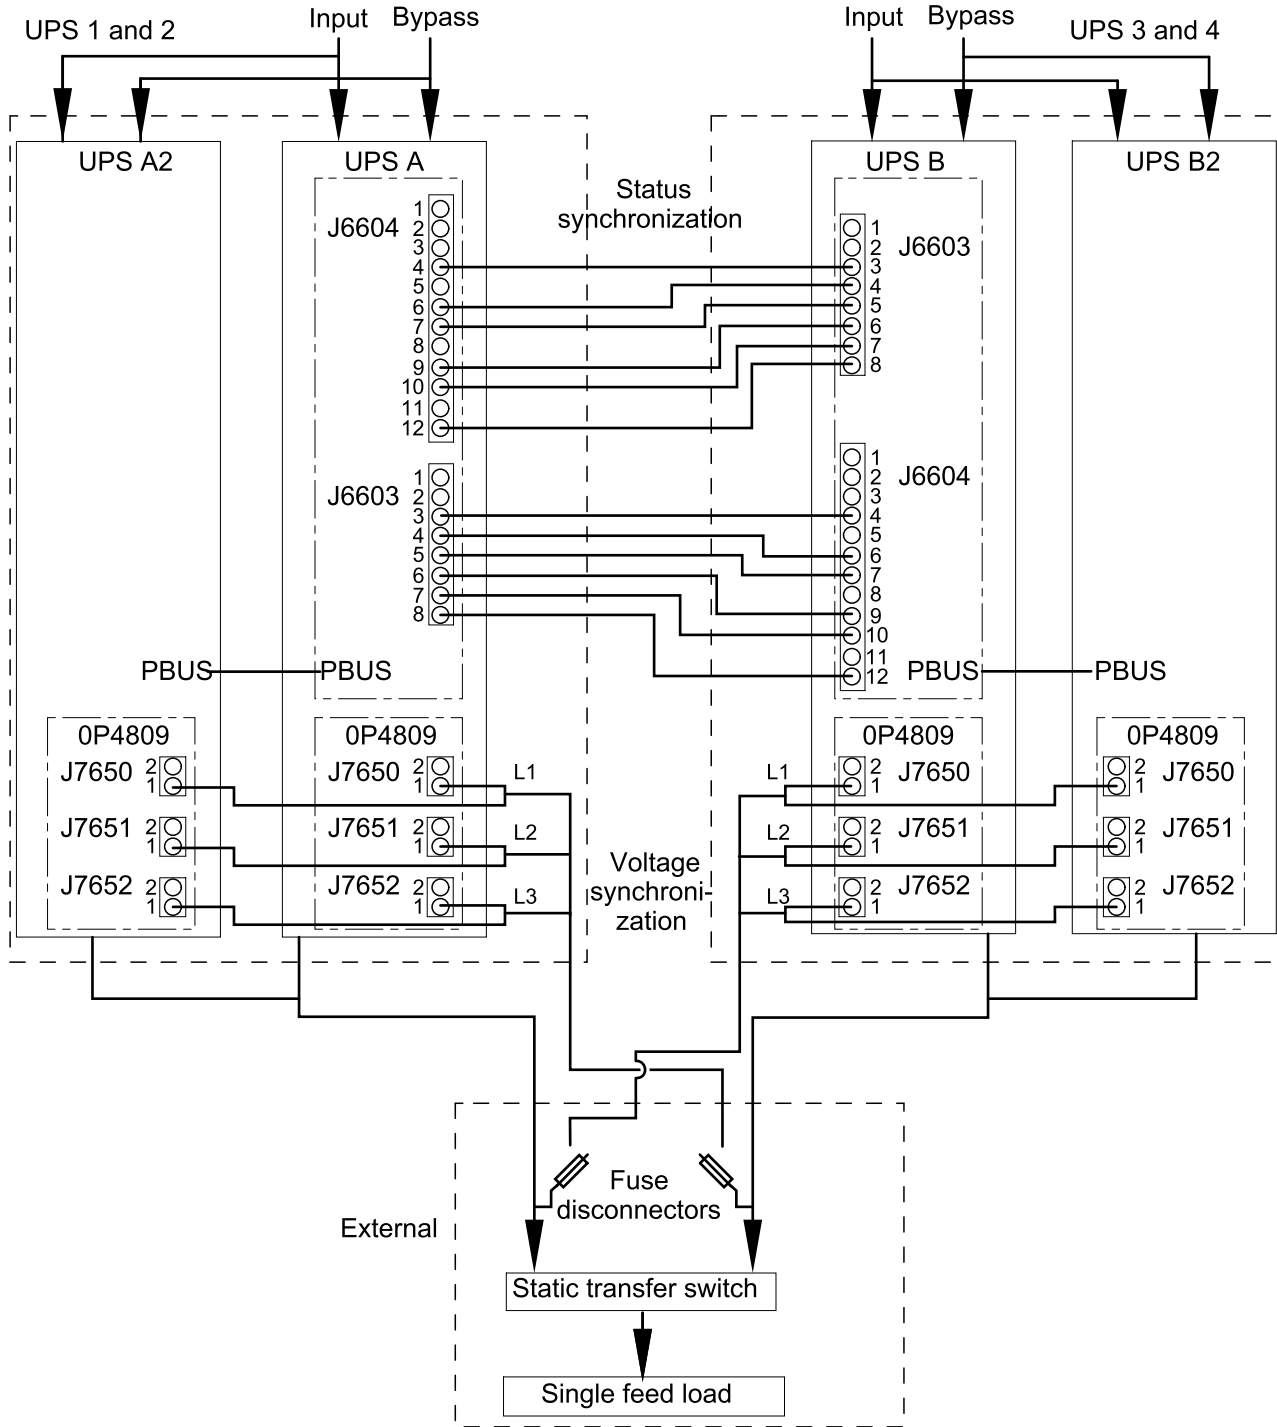 UPS 1 and 2
Input
Bypass
Input
Bypass
UPS 3 and 4
UPS A2
UPS A
UPS B
UPS B2
Status
synchronization
J6604
1
2
3
4
5
6
7
8
9
10
11
12
J6603
1
2
3
4
5
6
7
8
1
2
3
4
5
6
7
8
J6603
1
2
3
4
5
6
7
8
9
10
11
12
J6604
PBUS
PBUS
PBUS
PBUS
0P4809
J7650
2
1
J7651
2
1
J7652
2
1
0P4809
J7650
2
1
J7651
2
1
J7652
2
1
L1
L2
L3
Voltage
synchroni-
zation
L1
L2
L3
0P4809
2
1
J7650
2
1
J7651
2
1
J7652
0P4809
2
1
J7650
2
1
J7651
2
1
J7652
Fuse
disconnectors
External
Static transfer switch
Single feed load